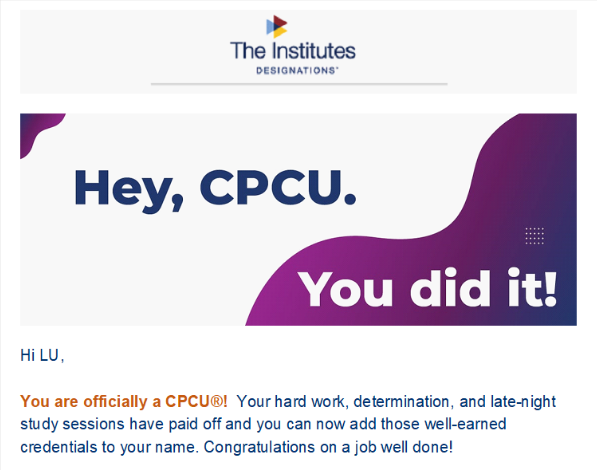 The Institutes
DESIGNATIONS™
Hey, CPCU.
You did it!
Hi LU,
You are officially a CPCU®! Your hard work, determination, and late-night
study sessions have paid off and you can now add those well-earned
credentials to your name. Congratulations on a job well done!